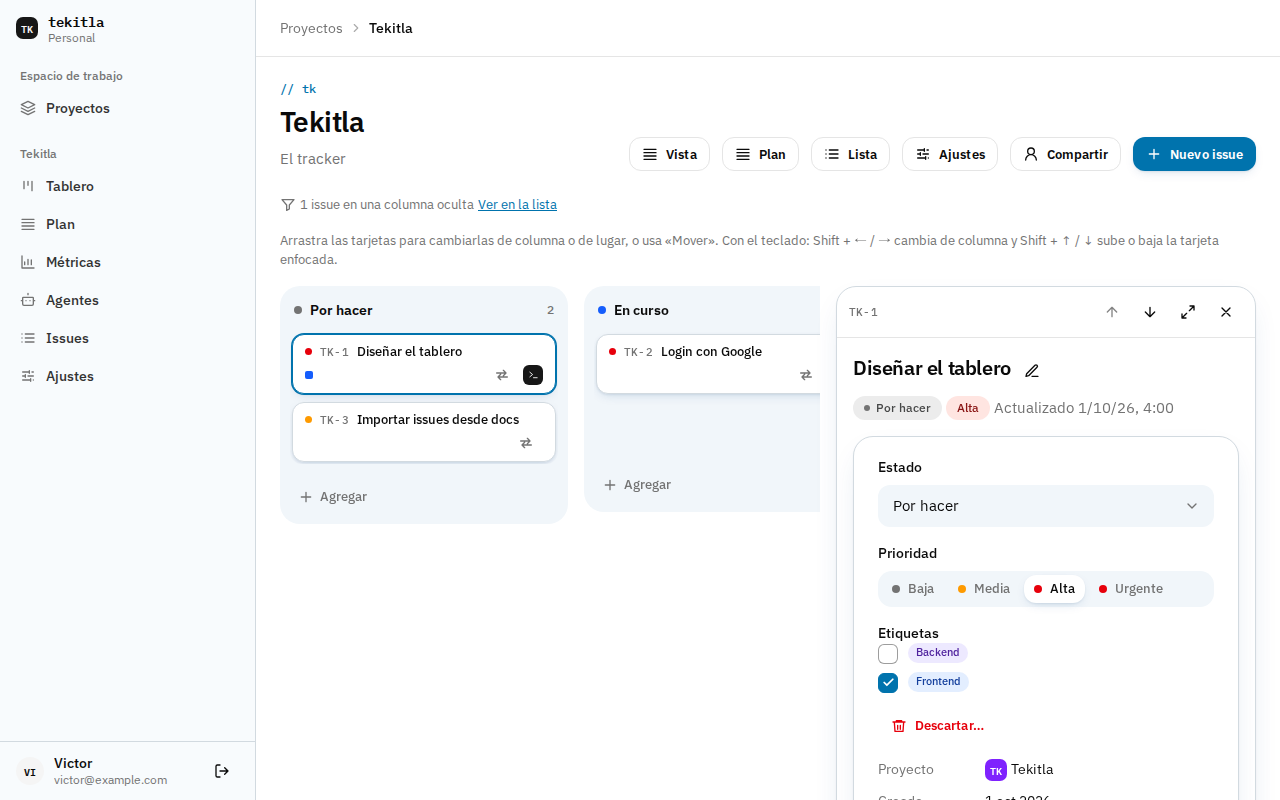 TK
tekitla
Personal
Espacio de trabajo
Proyectos
Tekitla
Tablero
Plan
Métricas
Agentes
Issues
Ajustes
VI
Victor
victor@example.com
Proyectos > Tekitla
// tk
Tekitla
El tracker
Vista
Plan
Lista
Ajustes
Compartir
+ Nuevo issue
1 issue en una columna oculta Ver en la lista
Arrastra las tarjetas para cambiarlas de columna o de lugar, o usa «Mover». Con el teclado: Shift + ← / → cambia de columna y Shift + ↑ / ↓ sube o baja la tarjeta
enfocada.
Por hacer 2
TK-1 Diseñar el tablero
TK-3 Importar issues desde docs
+ Agregar
En curso
TK-2 Login con Google
+ Agregar
TK-1
Diseñar el tablero
Por hacer Alta Actualizado 1/10/26, 4:00
Estado
Por hacer
Prioridad
Baja Media Alta Urgente
Etiquetas
Backend
Frontend
Descartar...
Proyecto TK Tekitla